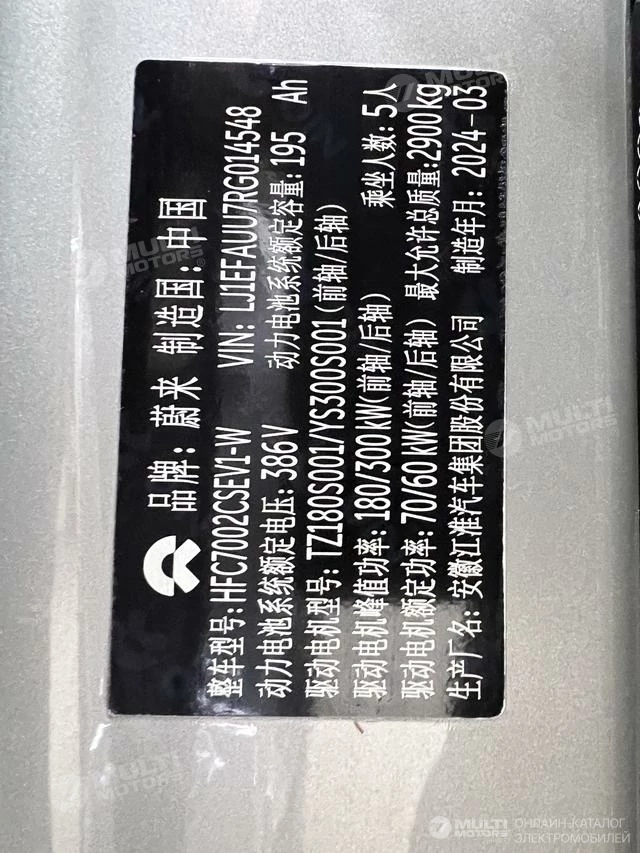 品牌：蔚来 制造国：中国
整车型号：HFC7002CSEV1-W VIN：LJ1EFAUU7RG014548
动力电池系统额定电压：386V 动力电池系统额定容量：195 Ah
驱动电机型号：TZ180S001/YS300S001(前轴/后轴)
驱动电机峰值功率：180/300kW(前轴/后轴) 乘坐人数：5人
驱动电机额定功率：70/60kW(前轴/后轴) 最大允许总质量：2900kg
生产厂名：安徽江淮汽车集团股份有限公司 制造年月：2024-03
MULTI MOTORS®
MULTI MOTORS
MULTI MOTORS ОНЛАЙН-КАТАЛОГ ЭЛЕКТРОМОБИЛЕЙ